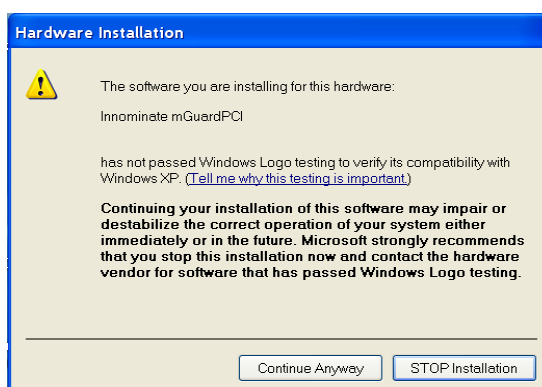 Hardware Installation
The software you are installing for this hardware:
Innominate mGuardPCI
has not passed Windows Logo testing to verify its compatibility with
Windows XP. (Tell me why this testing is important.)
Continuing your installation of this software may impair or
destabilize the correct operation of your system either
immediately or in the future. Microsoft strongly recommends
that you stop this installation now and contact the hardware
vendor for software that has passed Windows Logo testing.
Continue Anyway
STOP Installation